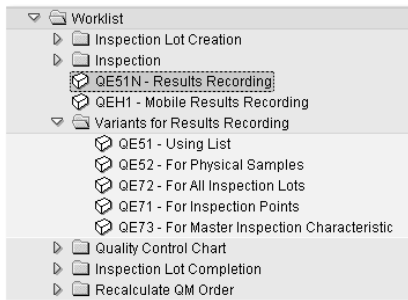 Worklist
Inspection Lot Creation
Inspection
QE51N - Results Recording
QEH1 - Mobile Results Recording
Variants for Results Recording
QE51 - Using List
QE52 - For Physical Samples
QE72 - For All Inspection Lots
QE71 - For Inspection Points
QE73 - For Master Inspection Characteristic
Quality Control Chart
Inspection Lot Completion
Recalculate QM Order